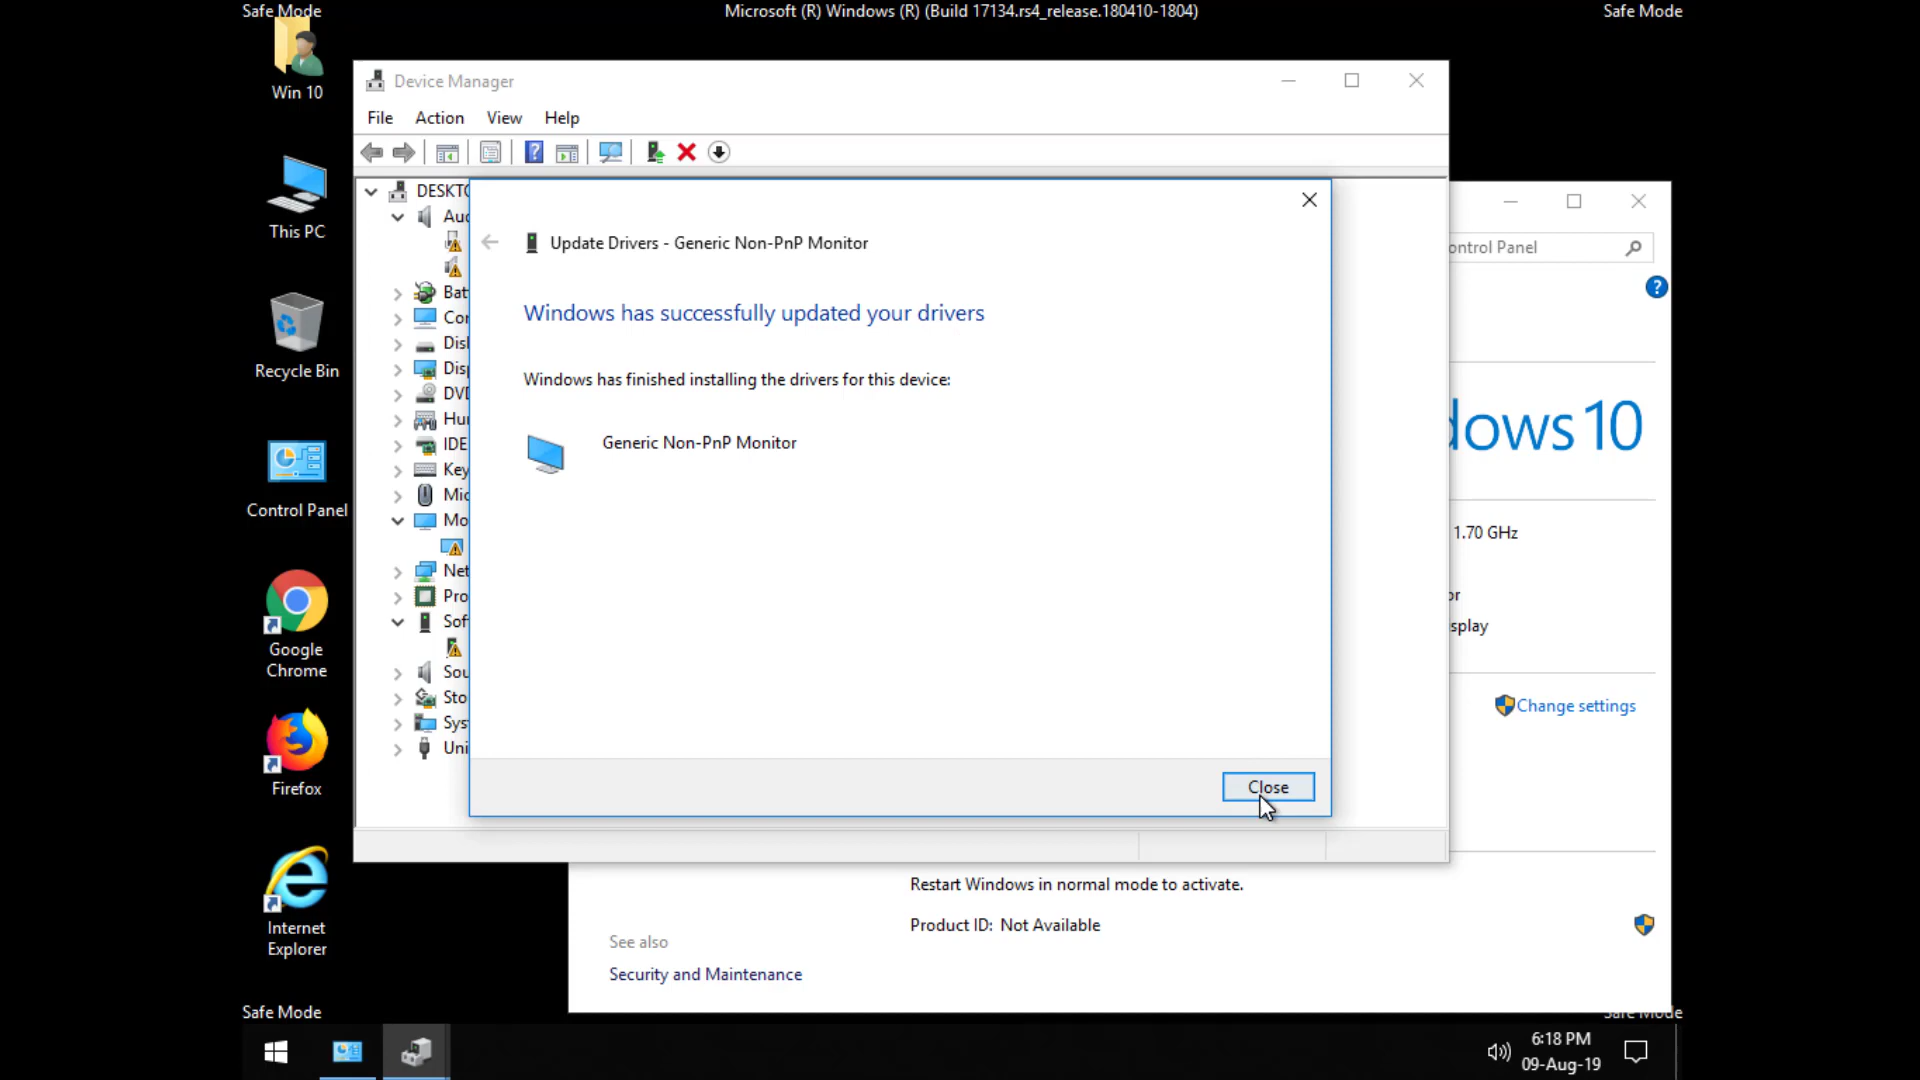 Safe Mode
Microsoft (R) Windows (R) (Build 17134.rs4_release.180410-1804)
Safe Mode
Win 10
This PC
Recycle Bin
Control Panel
Google
Chrome
Firefox
Internet
Explorer
Device Manager
File Action View Help
DESKTO
Aud
Bat
Cor
Disk
Disp
DVD
Hur
IDE
Key
Mic
Mo
Net
Pro
Sof
Sou
Sto
Sys
Uni
Update Drivers - Generic Non-PnP Monitor
Windows has successfully updated your drivers
Windows has finished installing the drivers for this device:
Generic Non-PnP Monitor
Close
ontrol Panel
?
dows 10
1.70 GHz
or
splay
Change settings
Restart Windows in normal mode to activate.
Product ID: Not Available
See also
Security and Maintenance
Safe Mode
Safe Mode
6:18 PM
09-Aug-19